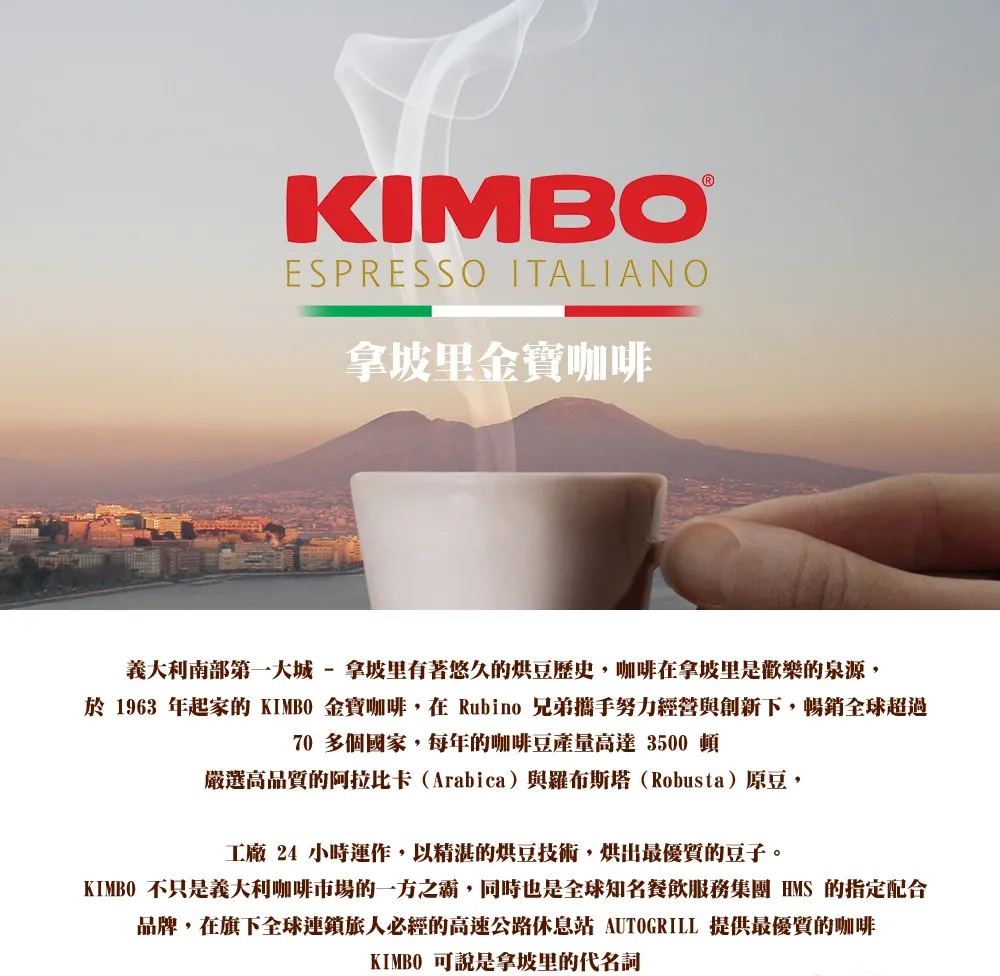 KIMBO®
ESPRESSO ITALIANO
拿坡里金寶咖啡
義大利南部第一大城 - 拿坡里有著悠久的烘豆歷史，咖啡在拿坡里是歡樂的泉源，
於 1963 年起家的 KIMBO 金寶咖啡，在 Rubino 兄弟攜手努力經營與創新下，暢銷全球超過
70 多個國家，每年的咖啡豆產量高達 3500 頓
嚴選高品質的阿拉比卡（Arabica）與羅布斯塔（Robusta）原豆，
工廠 24 小時運作，以精湛的烘豆技術，烘出最優質的豆子。
KIMBO 不只是義大利咖啡市場的一方之霸，同時也是全球知名餐飲服務集團 HMS 的指定配合
品牌，在旗下全球連鎖旅人必經的高速公路休息站 AUTOGRILL 提供最優質的咖啡
KIMBO 可說是拿坡里的代名詞